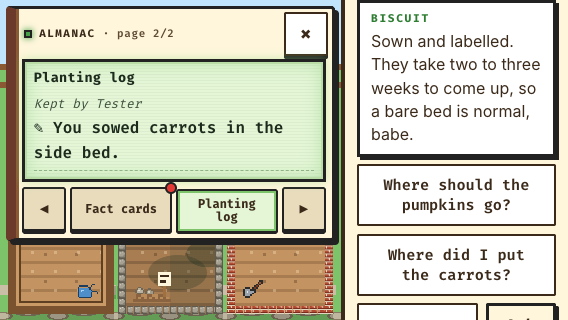 ALMANAC · page 2/2
Planting log
Kept by Tester
✎ You sowed carrots in the
side bed.
Fact cards
Planting
log
BISCUIT
Sown and labelled.
They take two to three
weeks to come up, so
a bare bed is normal,
babe.
Where should the
pumpkins go?
Where did I put
the carrots?